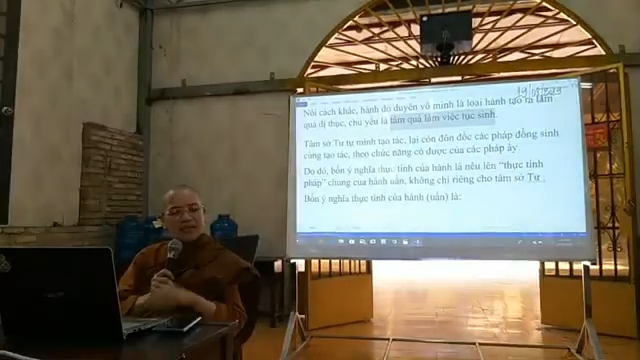 Nói cách khác, hành do duyên vô minh là loại hành tạo ra tâm
quả dị thục, chủ yếu là tâm quả làm việc tục sinh.
Tâm sở Tư tự mình tạo tác, lại còn đôn đốc các pháp đồng sinh
cùng tạo tác, theo chức năng có được của các pháp ấy.
Do đó, bốn ý nghĩa thực tính của hành là nêu lên “thực tính
pháp” chung của hành uẩn, không chỉ riêng cho tâm sở Tư .
Bốn ý nghĩa thực tính của hành (uẩn) là: